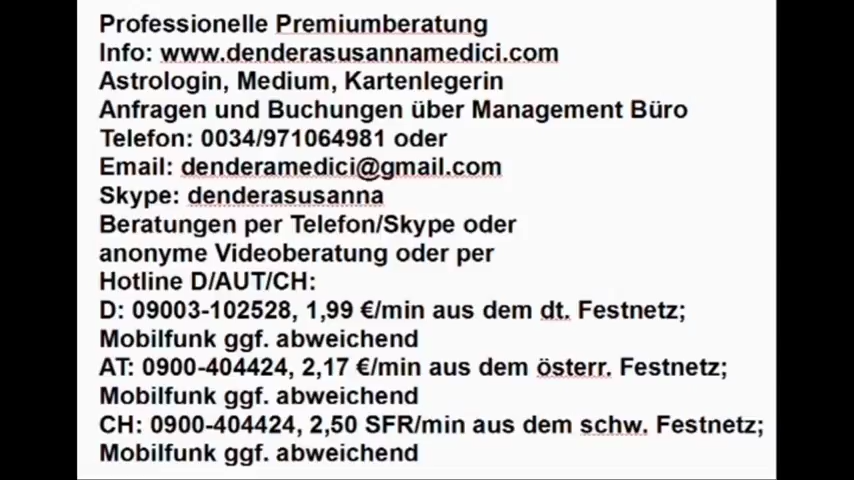 Professionelle Premiumberatung
Info: www.denderasusannamedici.com
Astrologin, Medium, Kartenlegerin
Anfragen und Buchungen über Management Büro
Telefon: 0034/971064981 oder
Email: denderamedici@gmail.com
Skype: denderasusanna
Beratungen per Telefon/Skype oder
anonyme Videoberatung oder per
Hotline D/AUT/CH:
D: 09003-102528, 1,99 €/min aus dem dt. Festnetz;
Mobilfunk ggf. abweichend
AT: 0900-404424, 2,17 €/min aus dem österr. Festnetz;
Mobilfunk ggf. abweichend
CH: 0900-404424, 2,50 SFR/min aus dem schw. Festnetz;
Mobilfunk ggf. abweichend